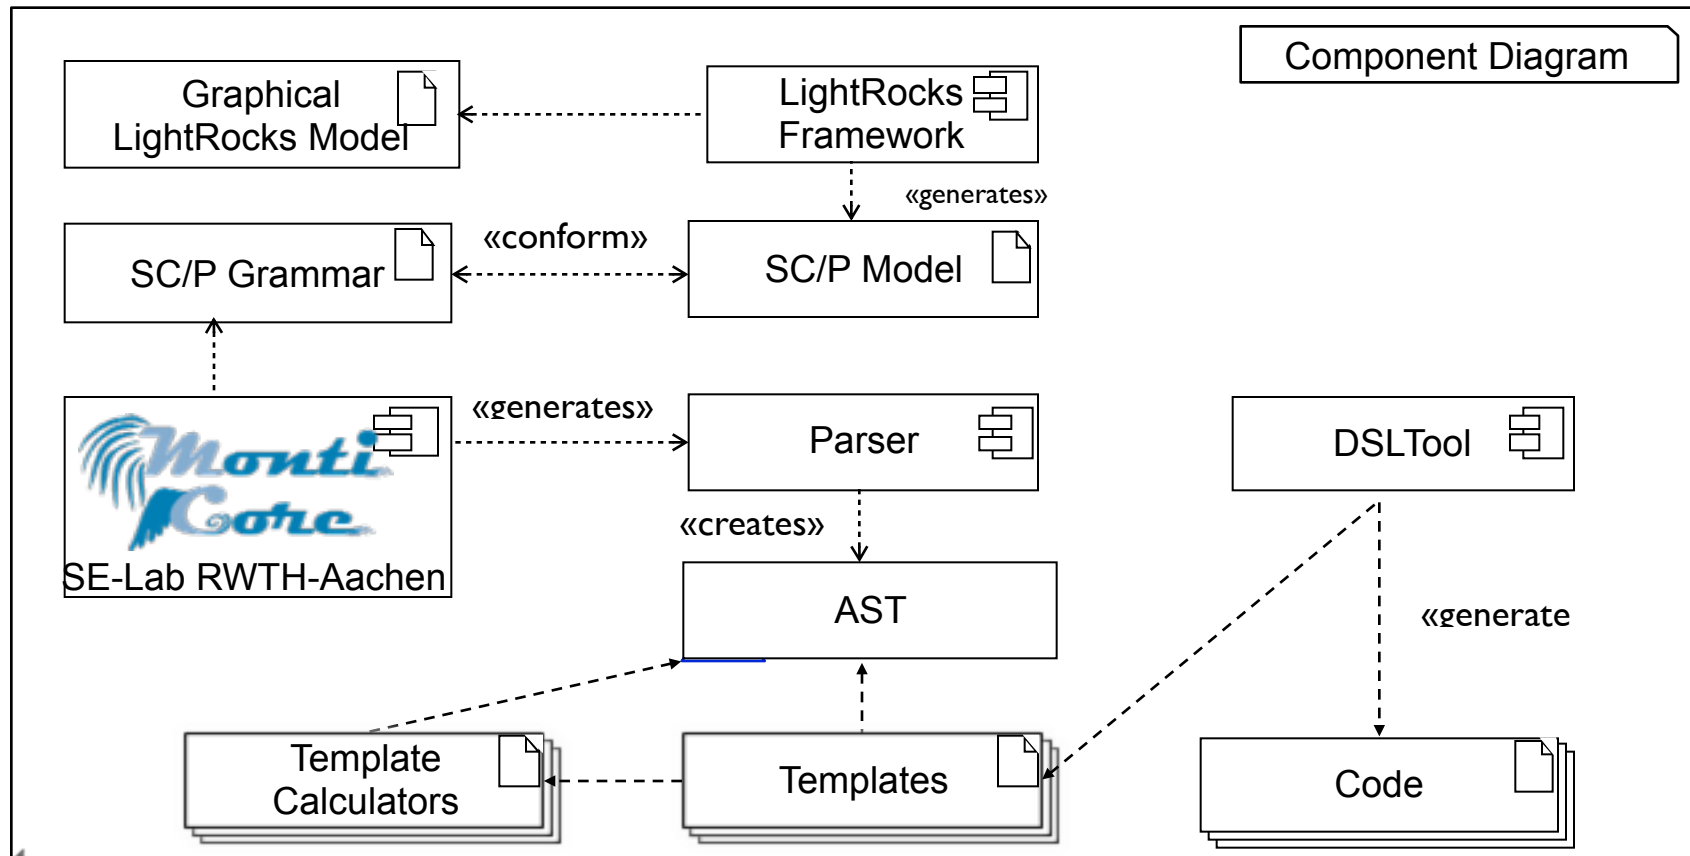 Component Diagram
Graphical
LightRocks Model
LightRocks
Framework
«generates»
SC/P Grammar
«conform»
SC/P Model
Monti
Core
SE-Lab RWTH-Aachen
«generates»
Parser
DSLTool
«creates»
AST
«generate
Template
Calculators
Templates
Code